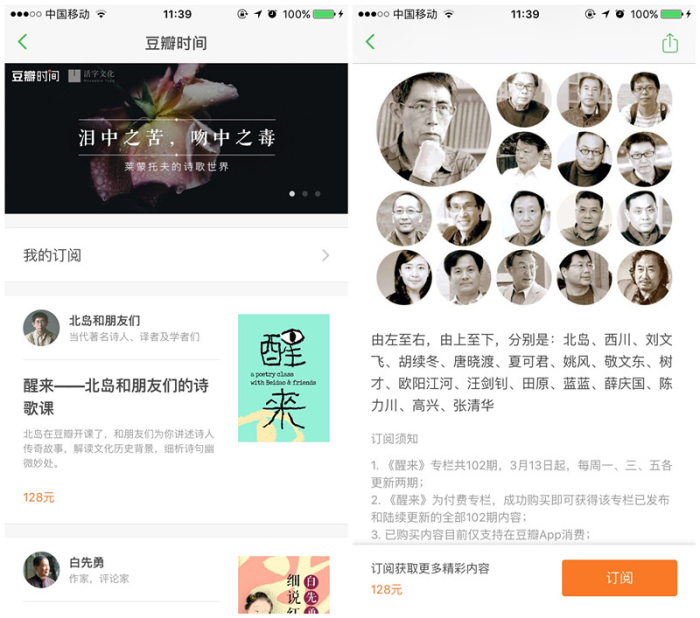 中国移动
11:39
100%
豆瓣时间
豆瓣时间
活字文化
泪中之苦，吻中之毒
莱蒙托夫的诗歌世界
我的订阅
北岛和朋友们
当代著名诗人、译者及学者们
醒来——北岛和朋友们的诗
歌课
北岛在豆瓣开课了，和朋友们为你讲述诗人
传奇故事，解读文化历史背景，细析诗句幽
微妙处。
128元
醒
a poetry class
with Beidao & friends
来
白先勇
作家，评论家
白先勇
细说红
中国移动
11:39
100%
由左至右，由上至下，分别是：北岛、西川、刘文
飞、胡续冬、唐晓渡、夏可君、姚风、敬文东、树
才、欧阳江河、汪剑钊、田原、蓝蓝、薛庆国、陈
力川、高兴、张清华
订阅须知
1. 《醒来》专栏共102期，3月13日起，每周一、三、五各
更新两期；
2. 《醒来》为付费专栏，成功购买即可获得该专栏已发布
和陆续更新的全部102期内容；
3. 已购买内容目前仅支持在豆瓣App消费；
订阅获取更多精彩内容
128元
订阅